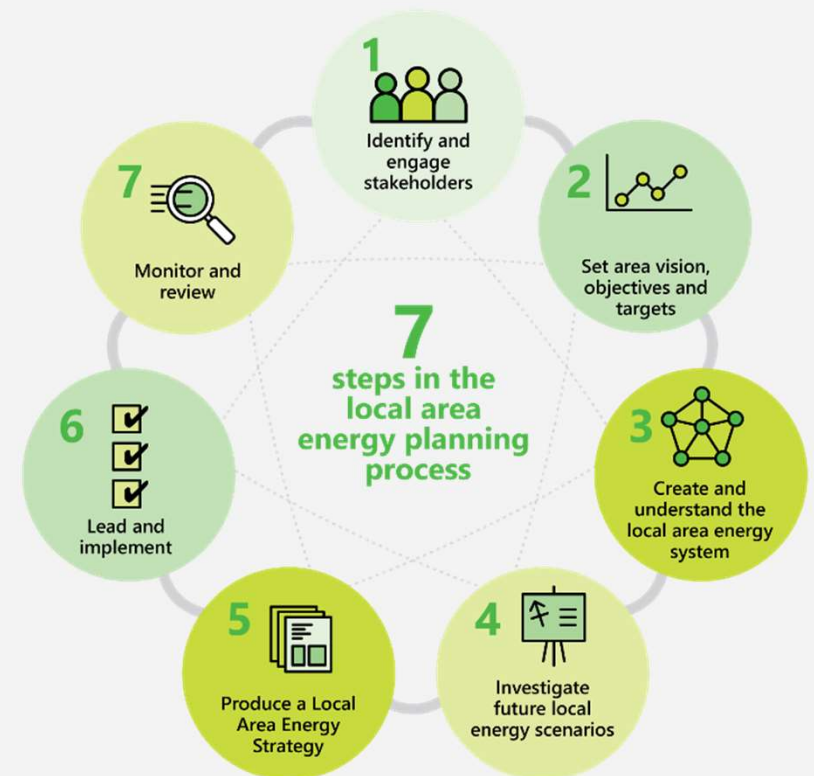 1
Identify and
engage
stakeholders
2
Set area vision,
objectives and
targets
3
Create and
understand the
local area energy
system
4
Investigate
future local
energy scenarios
5
Produce a Local
Area Energy
Strategy
6
Lead and
implement
7
Monitor and
review
7
steps in the
local area
energy planning
process